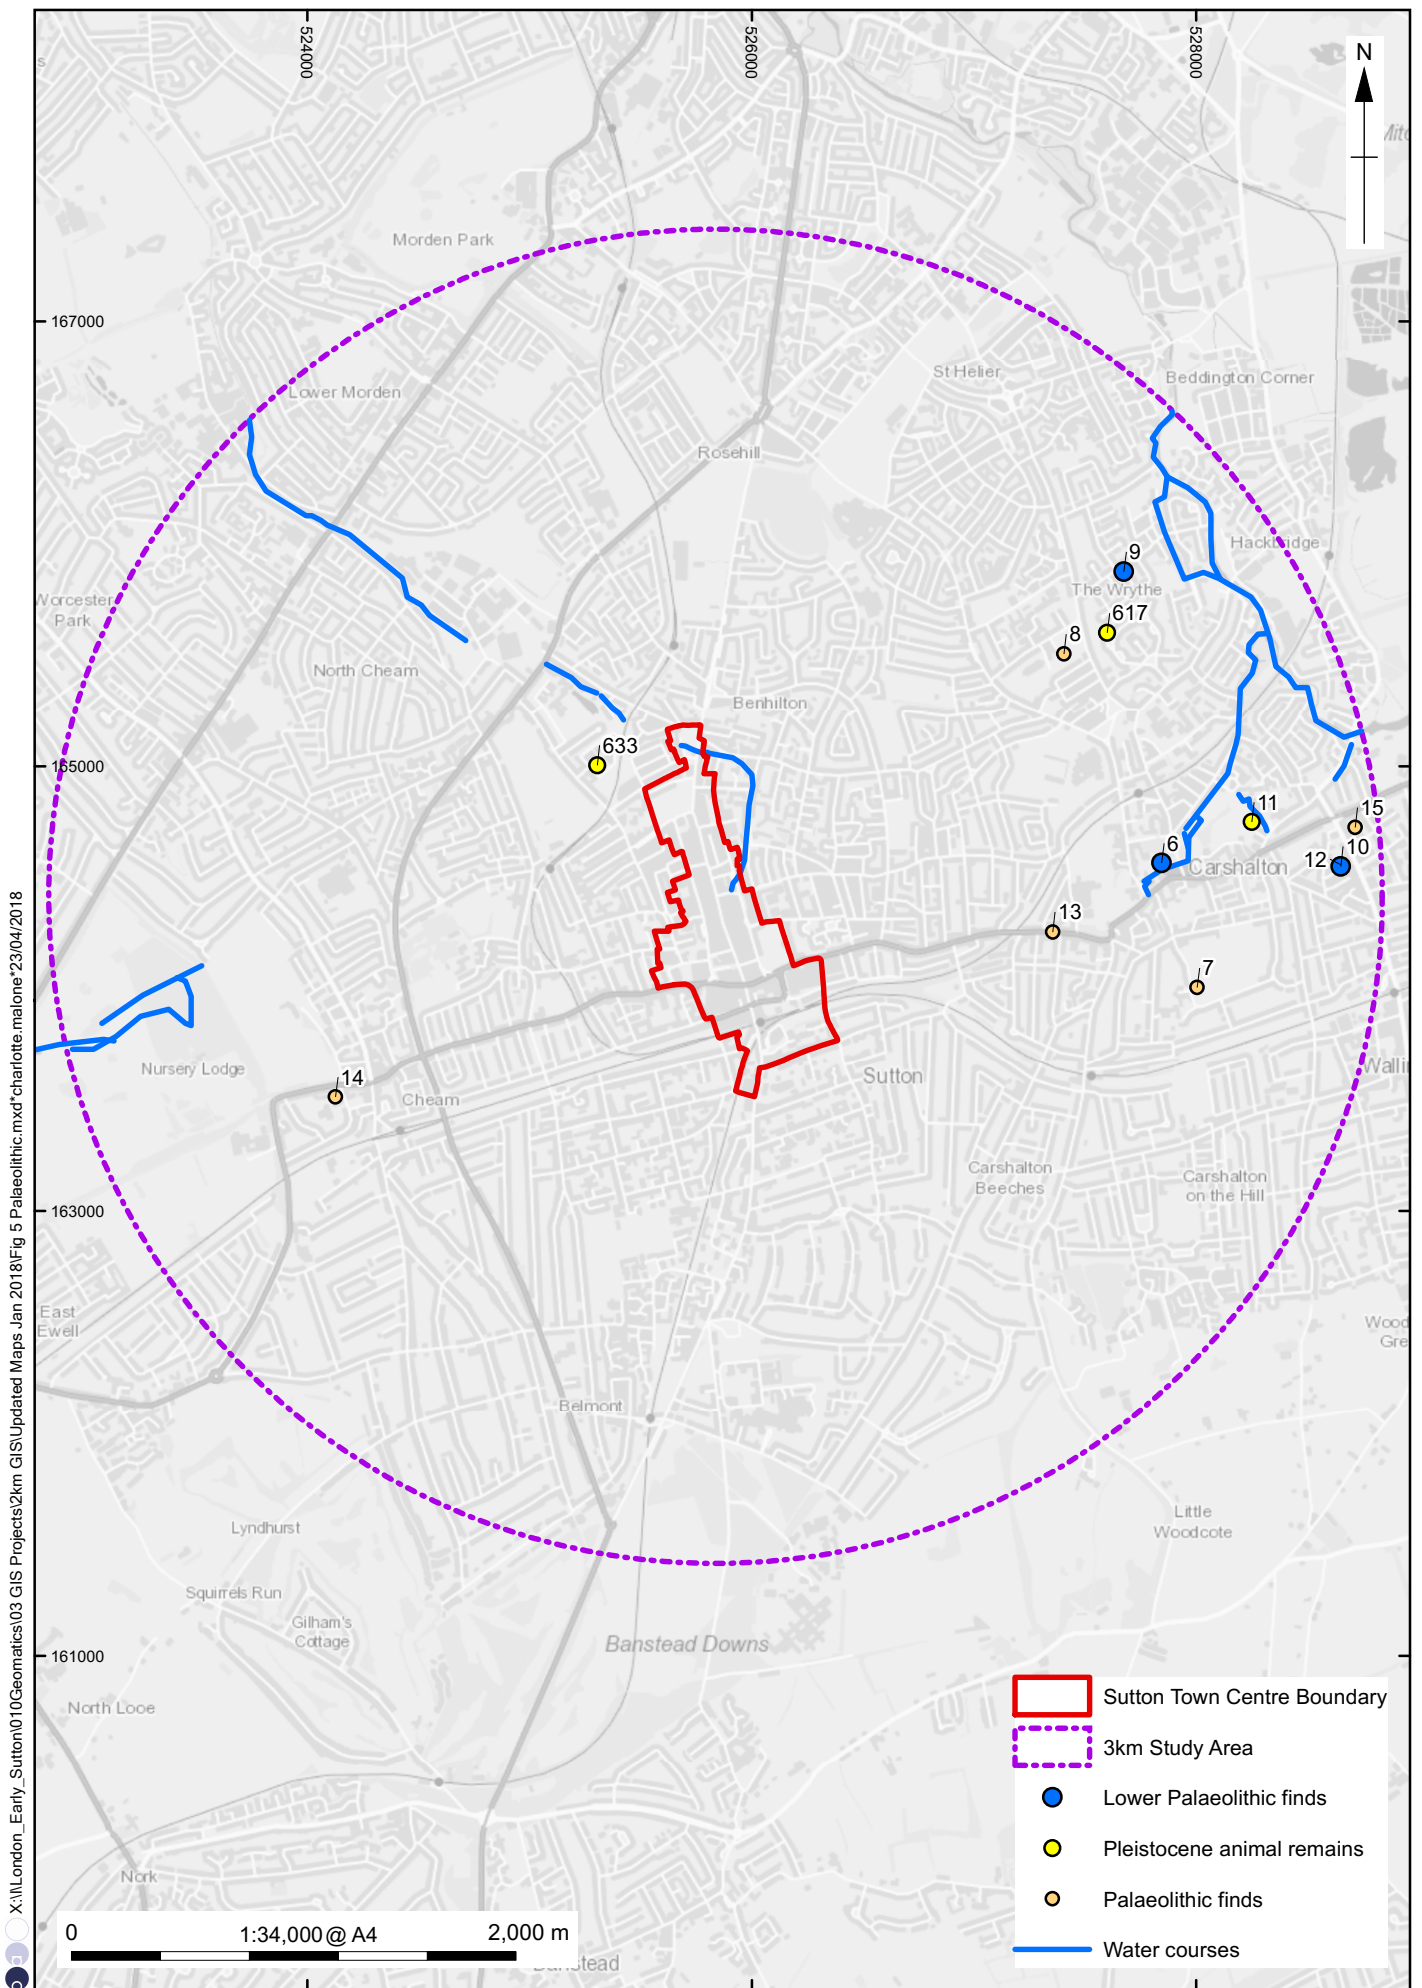 524000
526000
528000
N
Mitc
Morden Park
167000
St Helier
Beddington Corner
Lower Morden
Rosehill
Hackbridge
9
The Wrythe
Worcester
Park
617
8
North Cheam
Benhilton
633
165000
11
15
6
12
10
Carshalton
13
7
Nursery Lodge
Wallin
14
Sutton
Cheam
Carshalton
Beeches
Carshalton
on the Hill
163000
East
Ewell
Wood
Gre
Belmont
Little
Woodcote
Lyndhurst
Squirrels Run
Gilham's
Cottage
Banstead Downs
161000
North Looe
Sutton Town Centre Boundary
3km Study Area
Lower Palaeolithic finds
Pleistocene animal remains
Nork
Palaeolithic finds
0
1:34,000 @ A4
2,000 m
Water courses
Banstead
X:\I\London_Early_Sutton\010Geomatics\03 GIS Projects\2km GIS\Updated Maps Jan 2018\Fig 5 Palaeolithic.mxd*charlotte.malone*23/04/2018